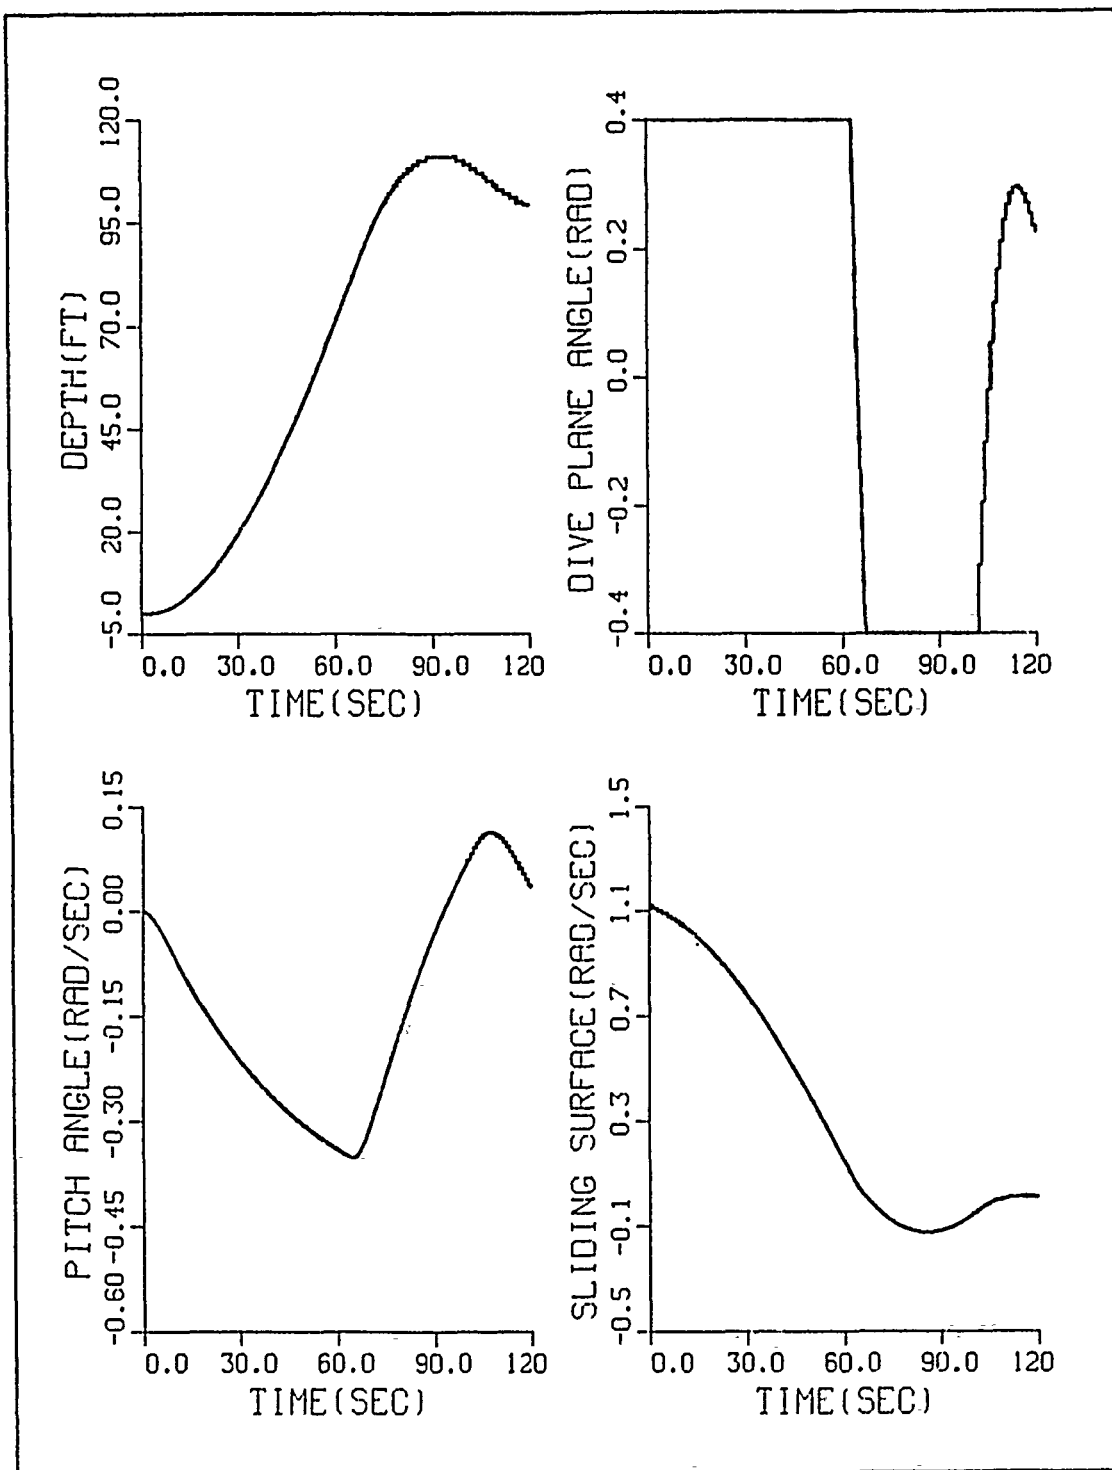 DEPTH(FT)
120.0
95.0
70.0
45.0
20.0
-5.0
0.0 30.0 60.0 90.0 120
TIME(SEC)
DIVE PLANE ANGLE(RAD)
0.4
0.2
0.0
-0.2
-0.4
0.0 30.0 60.0 90.0 120
TIME(SEC)
PITCH ANGLE(RAD/SEC)
0.15
0.00
-0.15
-0.30
-0.45
-0.60
0.0 30.0 60.0 90.0 120
TIME(SEC)
SLIDING SURFACE(RAD/SEC)
1.5
1.1
0.7
0.3
-0.1
-0.5
0.0 30.0 60.0 90.0 120
TIME(SEC)